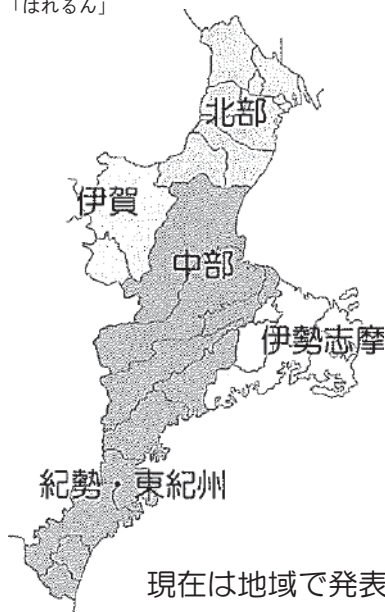 「はれるん」
北部
伊賀
中部
伊勢志摩
紀勢・東紀州
現在は地域で発表